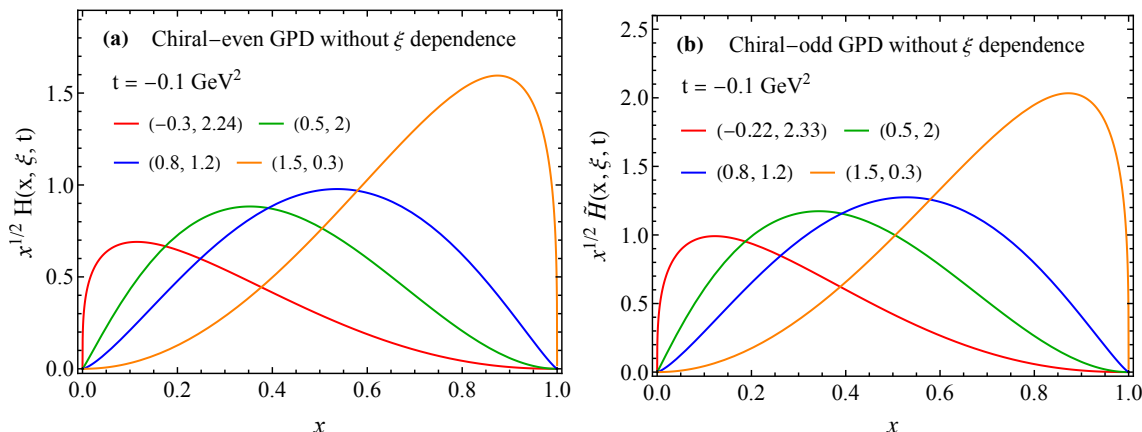 (a) Chiral−even GPD without ξ dependence
t = −0.1 GeV²
(−0.3, 2.24) (0.5, 2)
(0.8, 1.2) (1.5, 0.3)
x^{1/2} H(x, ξ, t)
1.5
1.0
0.5
0.0
0.0 0.2 0.4 0.6 0.8 1.0
x
(b) Chiral−odd GPD without ξ dependence
t = −0.1 GeV²
(−0.22, 2.33) (0.5, 2)
(0.8, 1.2) (1.5, 0.3)
x^{1/2} H̃(x, ξ, t)
2.5
2.0
1.5
1.0
0.5
0.0
0.0 0.2 0.4 0.6 0.8 1.0
x